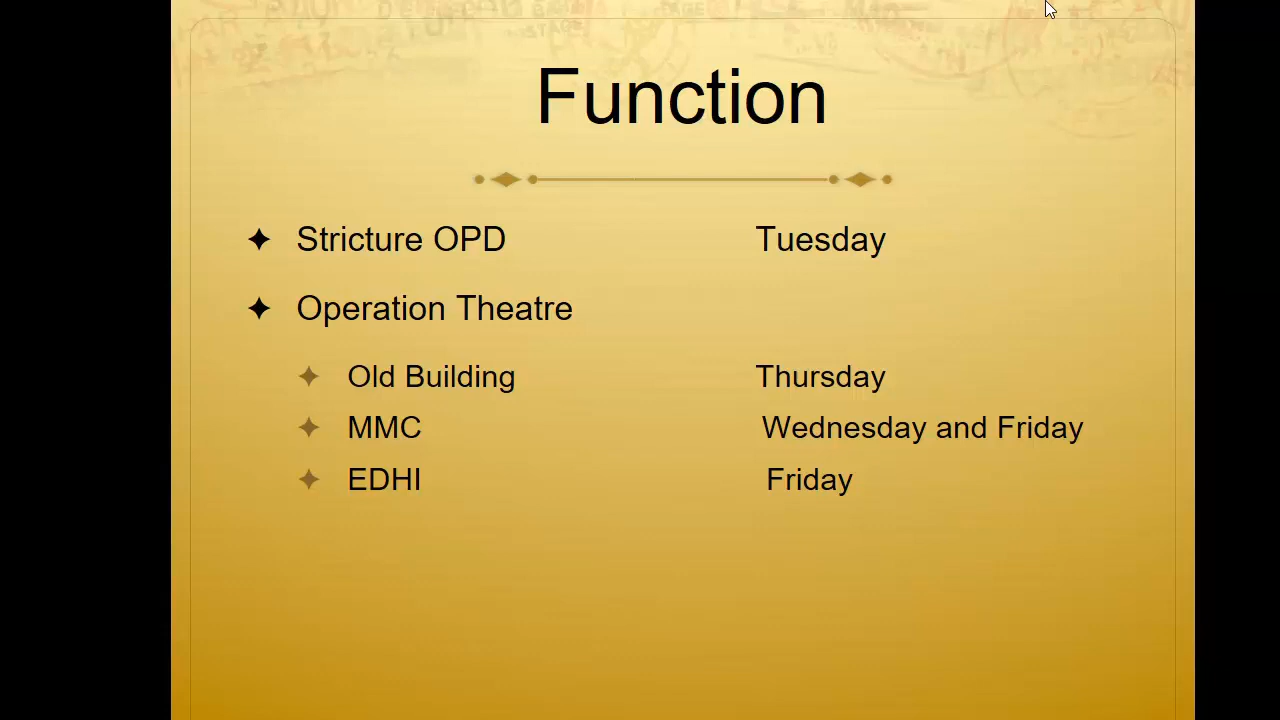 Function
Stricture OPD Tuesday
Operation Theatre
Old Building Thursday
MMC Wednesday and Friday
EDHI Friday